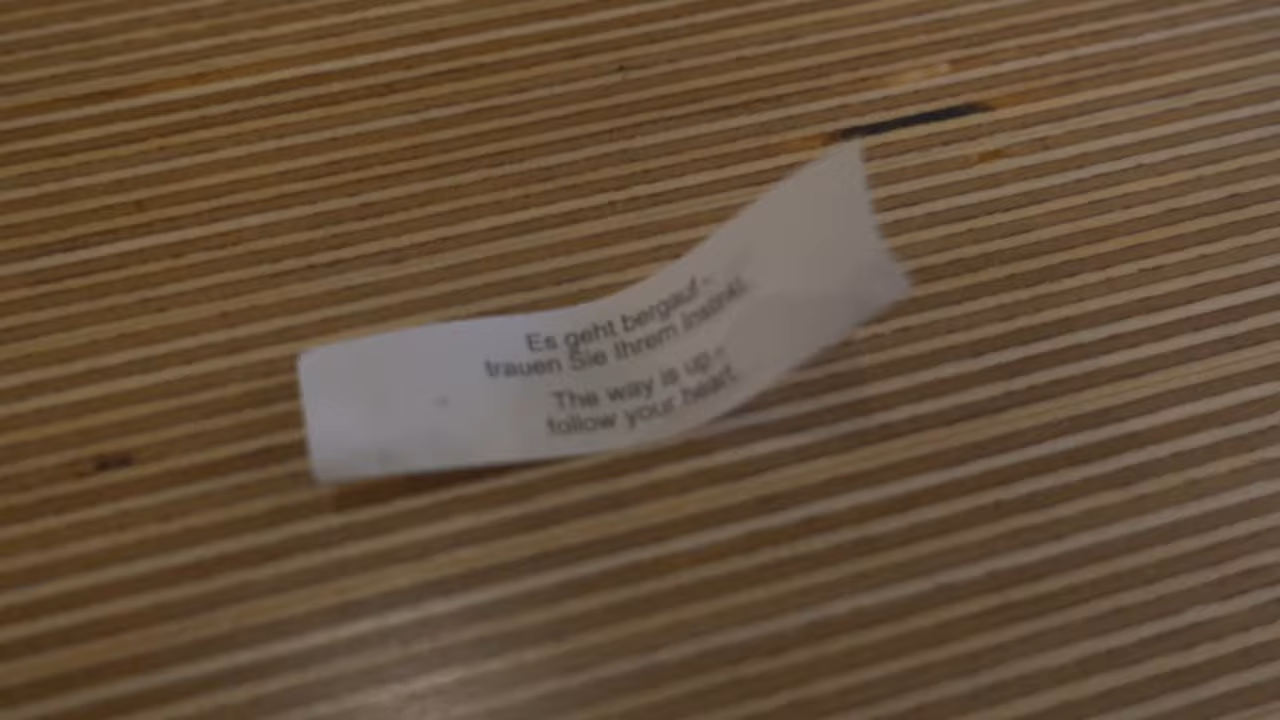 Es geht bergauf -
trauen Sie Ihrem Instinkt.
The way is up -
follow your heart.